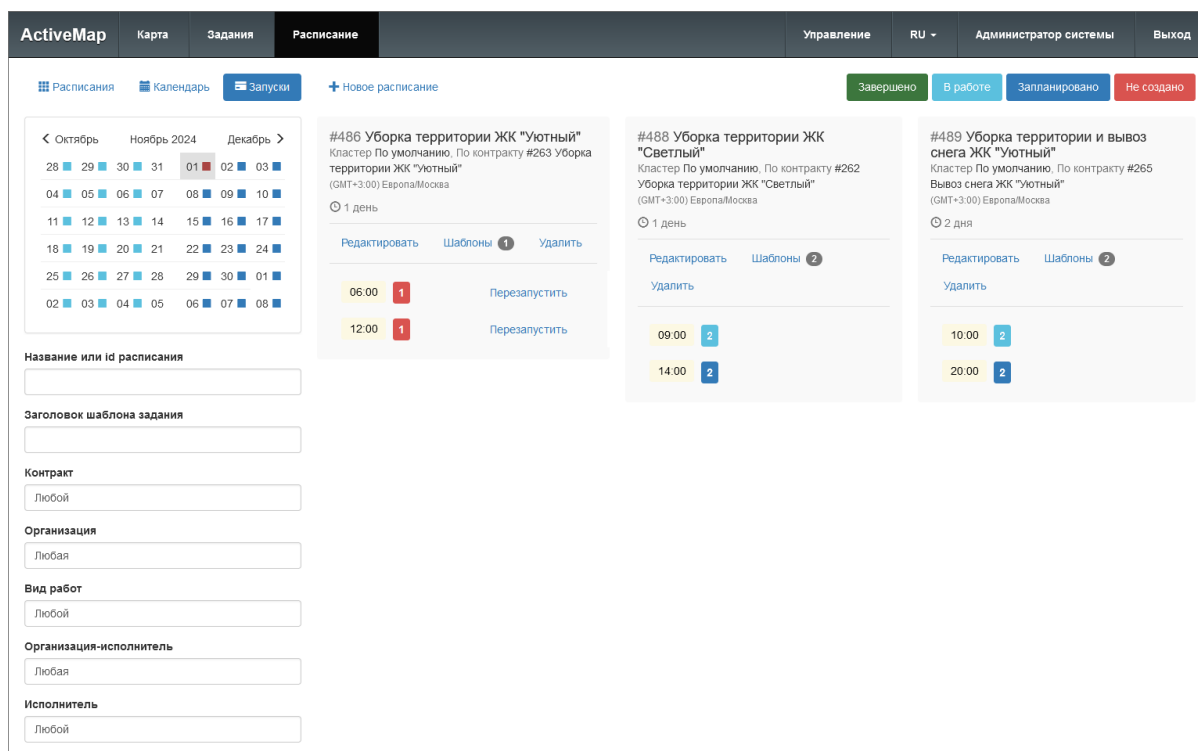 ActiveMap Карта Задания Расписание Управление RU Администратор системы Выход
Расписания Календарь Запуски Новое расписание Завершено В работе Запланировано Не создано
Октябрь Ноябрь 2024 Декабрь
28 29 30 31 01 02 03
04 05 06 07 08 09 10
11 12 13 14 15 16 17
18 19 20 21 22 23 24
25 26 27 28 29 30 01
02 03 04 05 06 07 08
Название или id расписания
Заголовок шаблона задания
Контракт
Любой
Организация
Любая
Вид работ
Любой
Организация-исполнитель
Любая
Исполнитель
Любой
#486 Уборка территории ЖК "Уютный"
Кластер По умолчанию, По контракту #263 Уборка
территории ЖК "Уютный"
(GMT+3:00) Европа/Москва
1 день
Редактировать Шаблоны 1 Удалить
06:00 1 Перезапустить
12:00 1 Перезапустить
#488 Уборка территории ЖК
"Светлый"
Кластер По умолчанию, По контракту #262
Уборка территории ЖК "Светлый"
(GMT+3:00) Европа/Москва
1 день
Редактировать Шаблоны 2
Удалить
09:00 2
14:00 2
#489 Уборка территории и вывоз
снега ЖК "Уютный"
Кластер По умолчанию, По контракту #265
Вывоз снега ЖК "Уютный"
(GMT+3:00) Европа/Москва
2 дня
Редактировать Шаблоны 2
Удалить
10:00 2
20:00 2